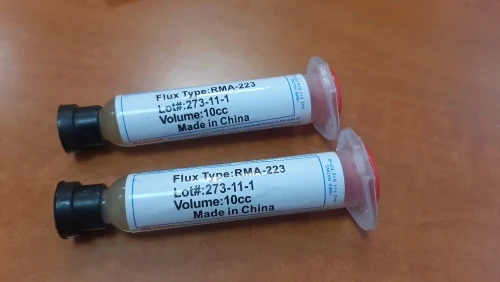 Flux Type:RMA-223
Lot#:273-11-1
Volume:10cc
Made in China
Flux Type:RMA-223
Lot#:273-11-1
Volume:10cc
Made in China